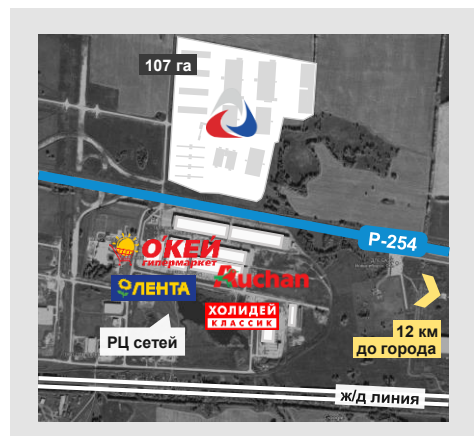 107 га
Р-254
О'КЕЙ
ГИПЕРМАРКЕТ
Auchan
ЛЕНТА
ХОЛИДЕЙ
КЛАССИК
РЦ сетей
12 км
до города
ж/д линия